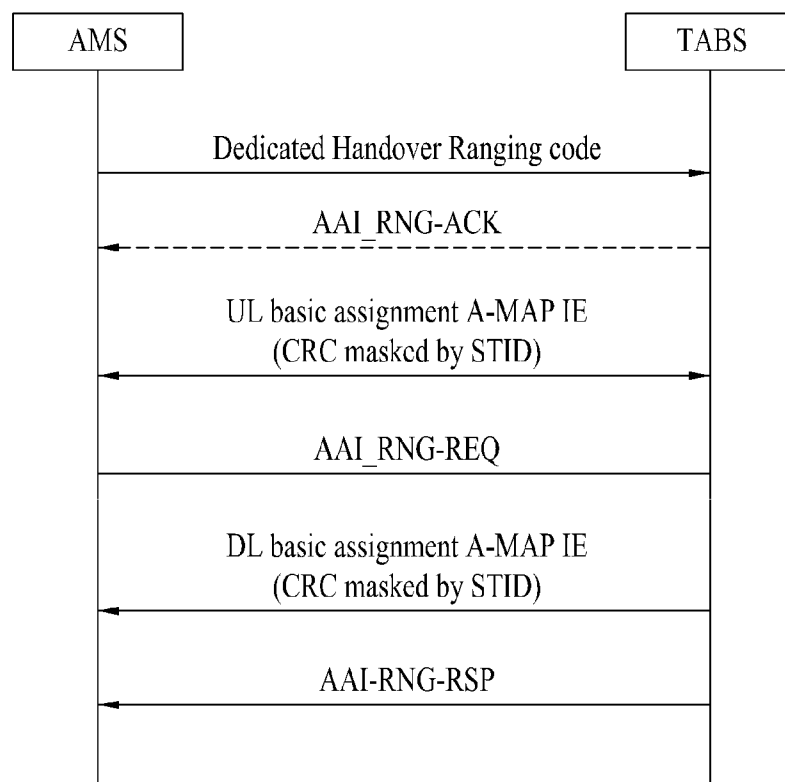 AMS
TABS
Dedicated Handover Ranging code
AAI_RNG-ACK
UL basic assignment A-MAP IE
(CRC masked by STID)
AAI_RNG-REQ
DL basic assignment A-MAP IE
(CRC masked by STID)
AAI-RNG-RSP